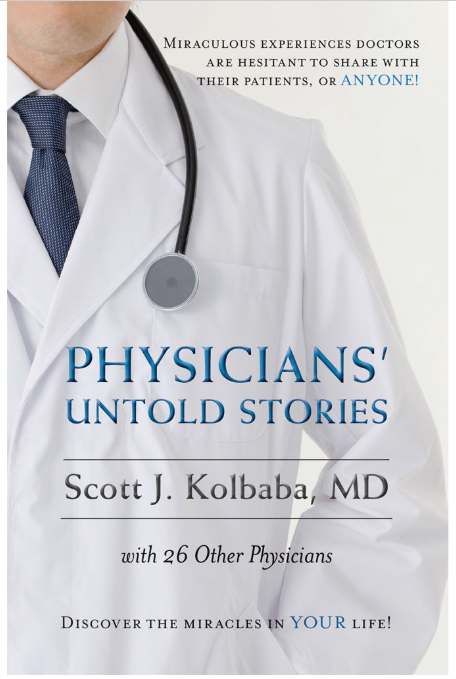 Miraculous experiences doctors
are hesitant to share with
their patients, or ANYONE!
PHYSICIANS’
UNTOLD STORIES
Scott J. Kolbaba, MD
with 26 Other Physicians
Discover the miracles in YOUR life!